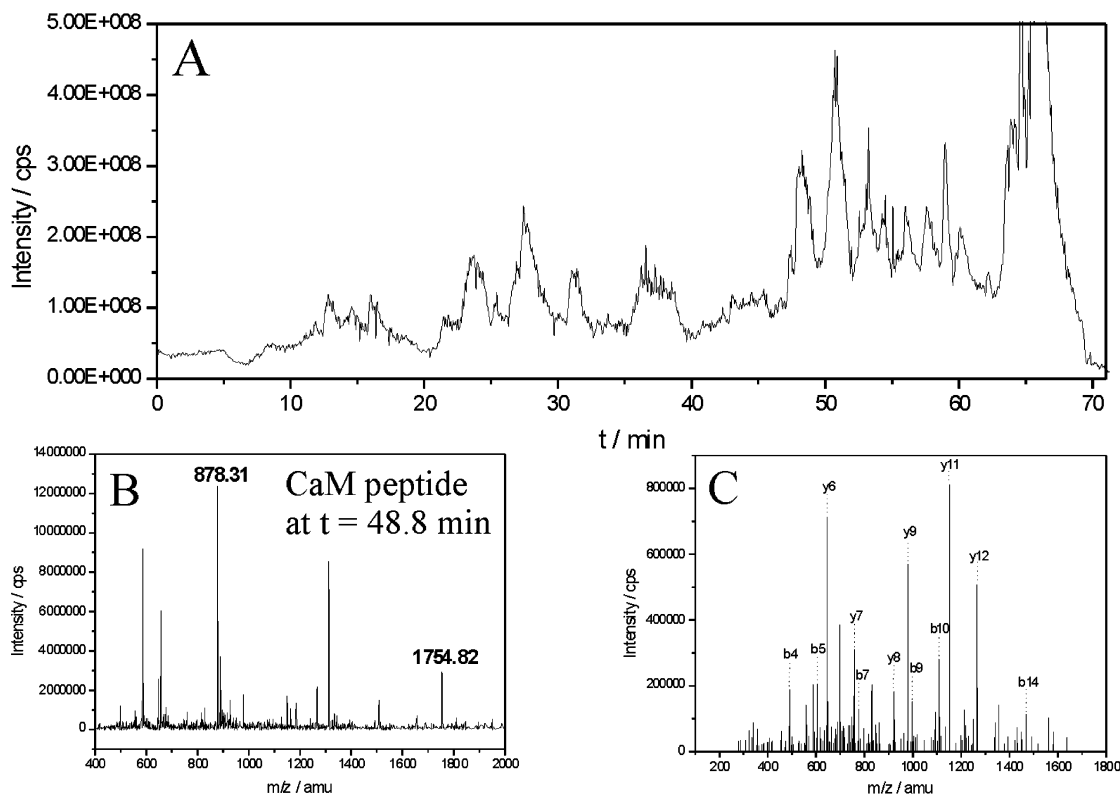 A
5.00E+008
4.00E+008
3.00E+008
2.00E+008
1.00E+008
0.00E+000
Intensity / cps
0 10 20 30 40 50 60 70
t / min
B
878.31
CaM peptide
at t = 48.8 min
1754.82
14000000
12000000
10000000
8000000
6000000
4000000
2000000
0
Intensity / cps
400 600 800 1000 1200 1400 1600 1800 2000
m/z / amu
C
y11
y6
y9
y12
y7
b10
b4
b5
y8
b9
b7
b14
800000
600000
400000
200000
0
Intensity / cps
200 400 600 800 1000 1200 1400 1600 1800
m/z / amu